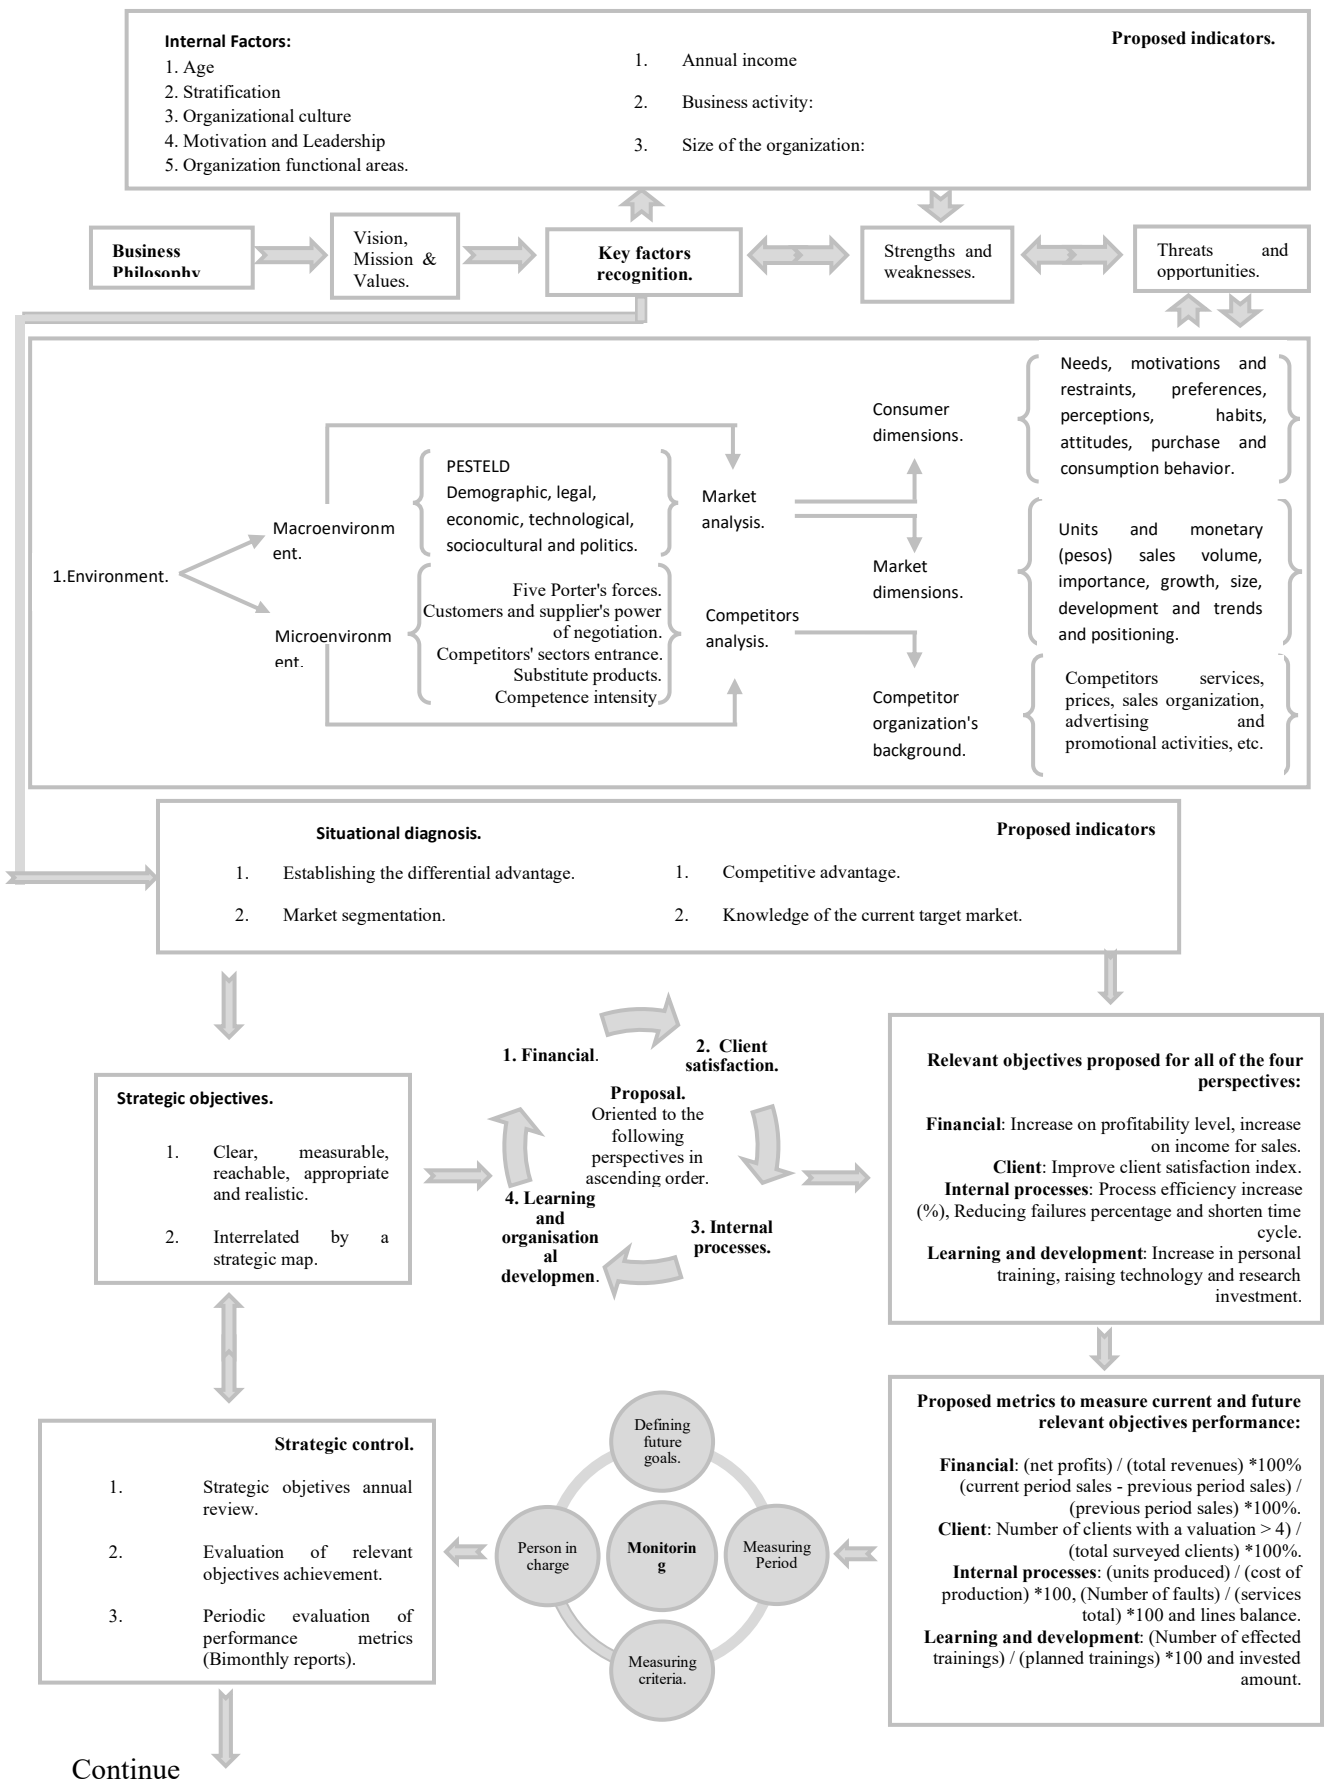 Internal Factors:
1. Age
2. Stratification
3. Organizational culture
4. Motivation and Leadership
5. Organization functional areas.
Proposed indicators.
1. Annual income
2. Business activity:
3. Size of the organization:
Business
Philosophy
Vision,
Mission &
Values.
Key factors
recognition.
Strengths and
weaknesses.
Threats and
opportunities.
1.Environment.
Macroenvironm
ent.
Microenvironm
ent.
PESTELD
Demographic, legal,
economic, technological,
sociocultural and politics.
Five Porter's forces.
Customers and supplier's power
of negotiation.
Competitors' sectors entrance.
Substitute products.
Competence intensity
Market
analysis.
Competitors
analysis.
Consumer
dimensions.
Market
dimensions.
Competitor
organization's
background.
Needs, motivations and
restraints, preferences,
perceptions, habits,
attitudes, purchase and
consumption behavior.
Units and monetary
(pesos) sales volume,
importance, growth, size,
development and trends
and positioning.
Competitors services,
prices, sales organization,
advertising and
promotional activities, etc.
Situational diagnosis.
1. Establishing the differential advantage.
2. Market segmentation.
Proposed indicators
1. Competitive advantage.
2. Knowledge of the current target market.
Strategic objectives.
1. Clear, measurable,
reachable, appropriate
and realistic.
2. Interrelated by a
strategic map.
1. Financial.
2. Client
satisfaction.
Proposal.
Oriented to the
following
perspectives in
ascending order.
3. Internal
processes.
4. Learning
and
organisation
al
developmen.
Relevant objectives proposed for all of the four
perspectives:
Financial: Increase on profitability level, increase
on income for sales.
Client: Improve client satisfaction index.
Internal processes: Process efficiency increase
(%), Reducing failures percentage and shorten time
cycle.
Learning and development: Increase in personal
training, raising technology and research
investment.
Proposed metrics to measure current and future
relevant objectives performance:
Financial: (net profits) / (total revenues) *100%
(current period sales - previous period sales) /
(previous period sales) *100%.
Client: Number of clients with a valuation > 4) /
(total surveyed clients) *100%.
Internal processes: (units produced) / (cost of
production) *100, (Number of faults) / (services
total) *100 and lines balance.
Learning and development: (Number of effected
trainings) / (planned trainings) *100 and invested
amount.
Defining
future
goals.
Person in
charge
Monitorin
g
Measuring
Period
Measuring
criteria.
Strategic control.
1. Strategic objetives annual
review.
2. Evaluation of relevant
objectives achievement.
3. Periodic evaluation of
performance metrics
(Bimonthly reports).
Continue